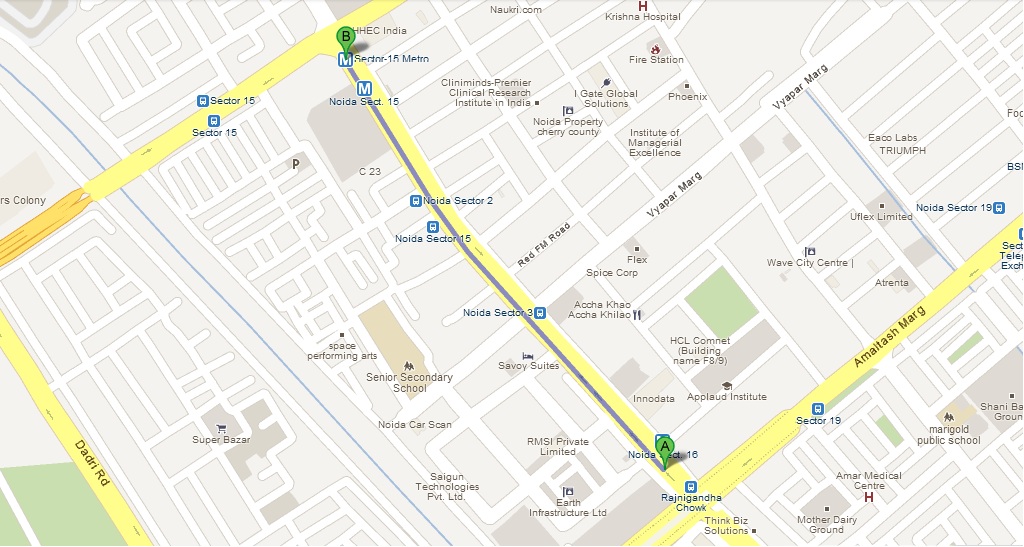 Naukri.com
Krishna Hospital
H
B
HHEC India
M
Sector-15 Metro
Fire Station
M
Noida Sect. 15
Cliniminds-Premier
Clinical Research
Institute in India
I Gate Global
Solutions
Phoenix
Vyapar Marg
Sector 15
Sector 15
Noida Property
cherry county
Institute of
Managerial
Excellence
Eaco Labs
TRIUMPH
P
C 23
rs Colony
Noida Sector 2
Vyapar Marg
Uflex Limited
Noida Sector 19
Noida Sector 15
Red FM Road
Flex
Spice Corp
Wave City Centre |
Atrenta
Accha Khao
Accha Khilao
Noida Sector 3
Amaltash Marg
space
performing arts
HCL Comnet
(Building
name F8/9)
Savoy Suites
Senior Secondary
School
Innodata
Applaud Institute
Sector 19
marigold
public school
Noida Car Scan
Super Bazar
RMSI Private
Limited
A
Dadri Rd
Saigun
Technologies
Pvt. Ltd.
Rajnigandha
Chowk
Amar Medical
Centre
H
Earth
Infrastructure Ltd
Think Biz
Solutions
Mother Dairy
Ground